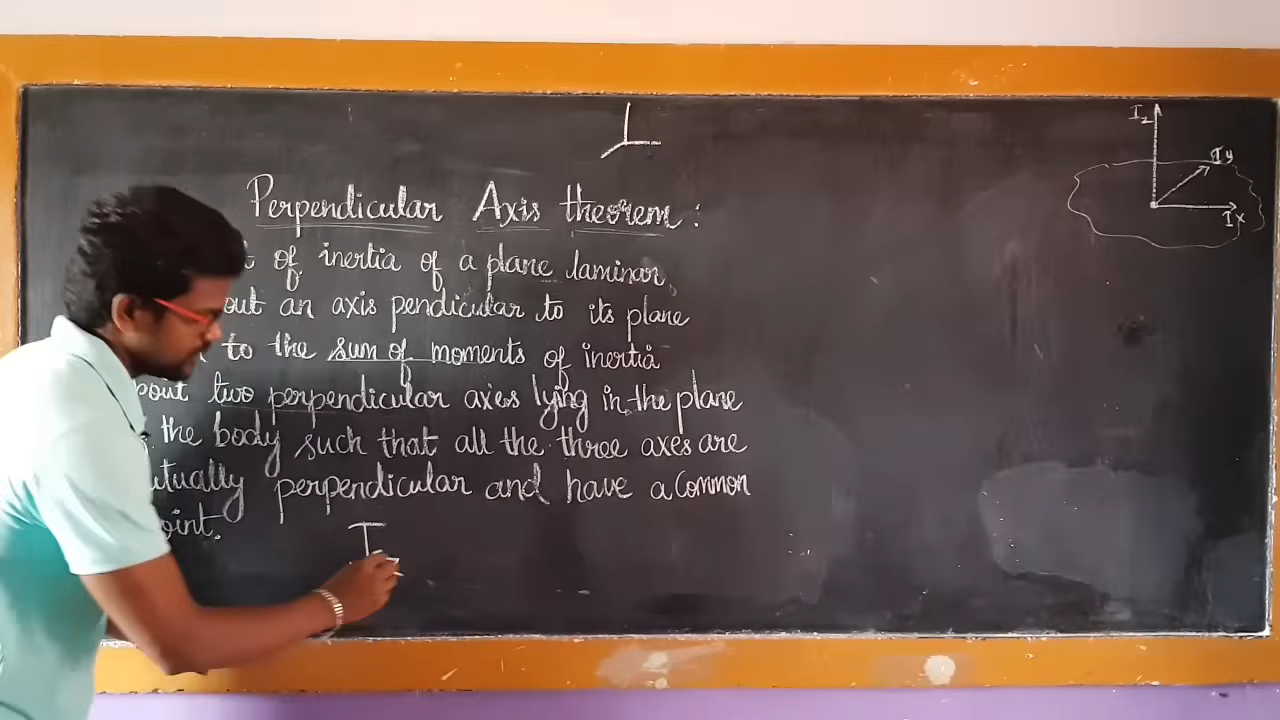 Perpendicular Axis theorem :
of inertia of a plane laminar,
out an axis pendicular to its plane
to the sum of moments of inertia
bout two perpendicular axes lying in the plane
the body such that all the three axes are
utually perpendicular and have a common
oint.
I
Iz
Iy
Ix